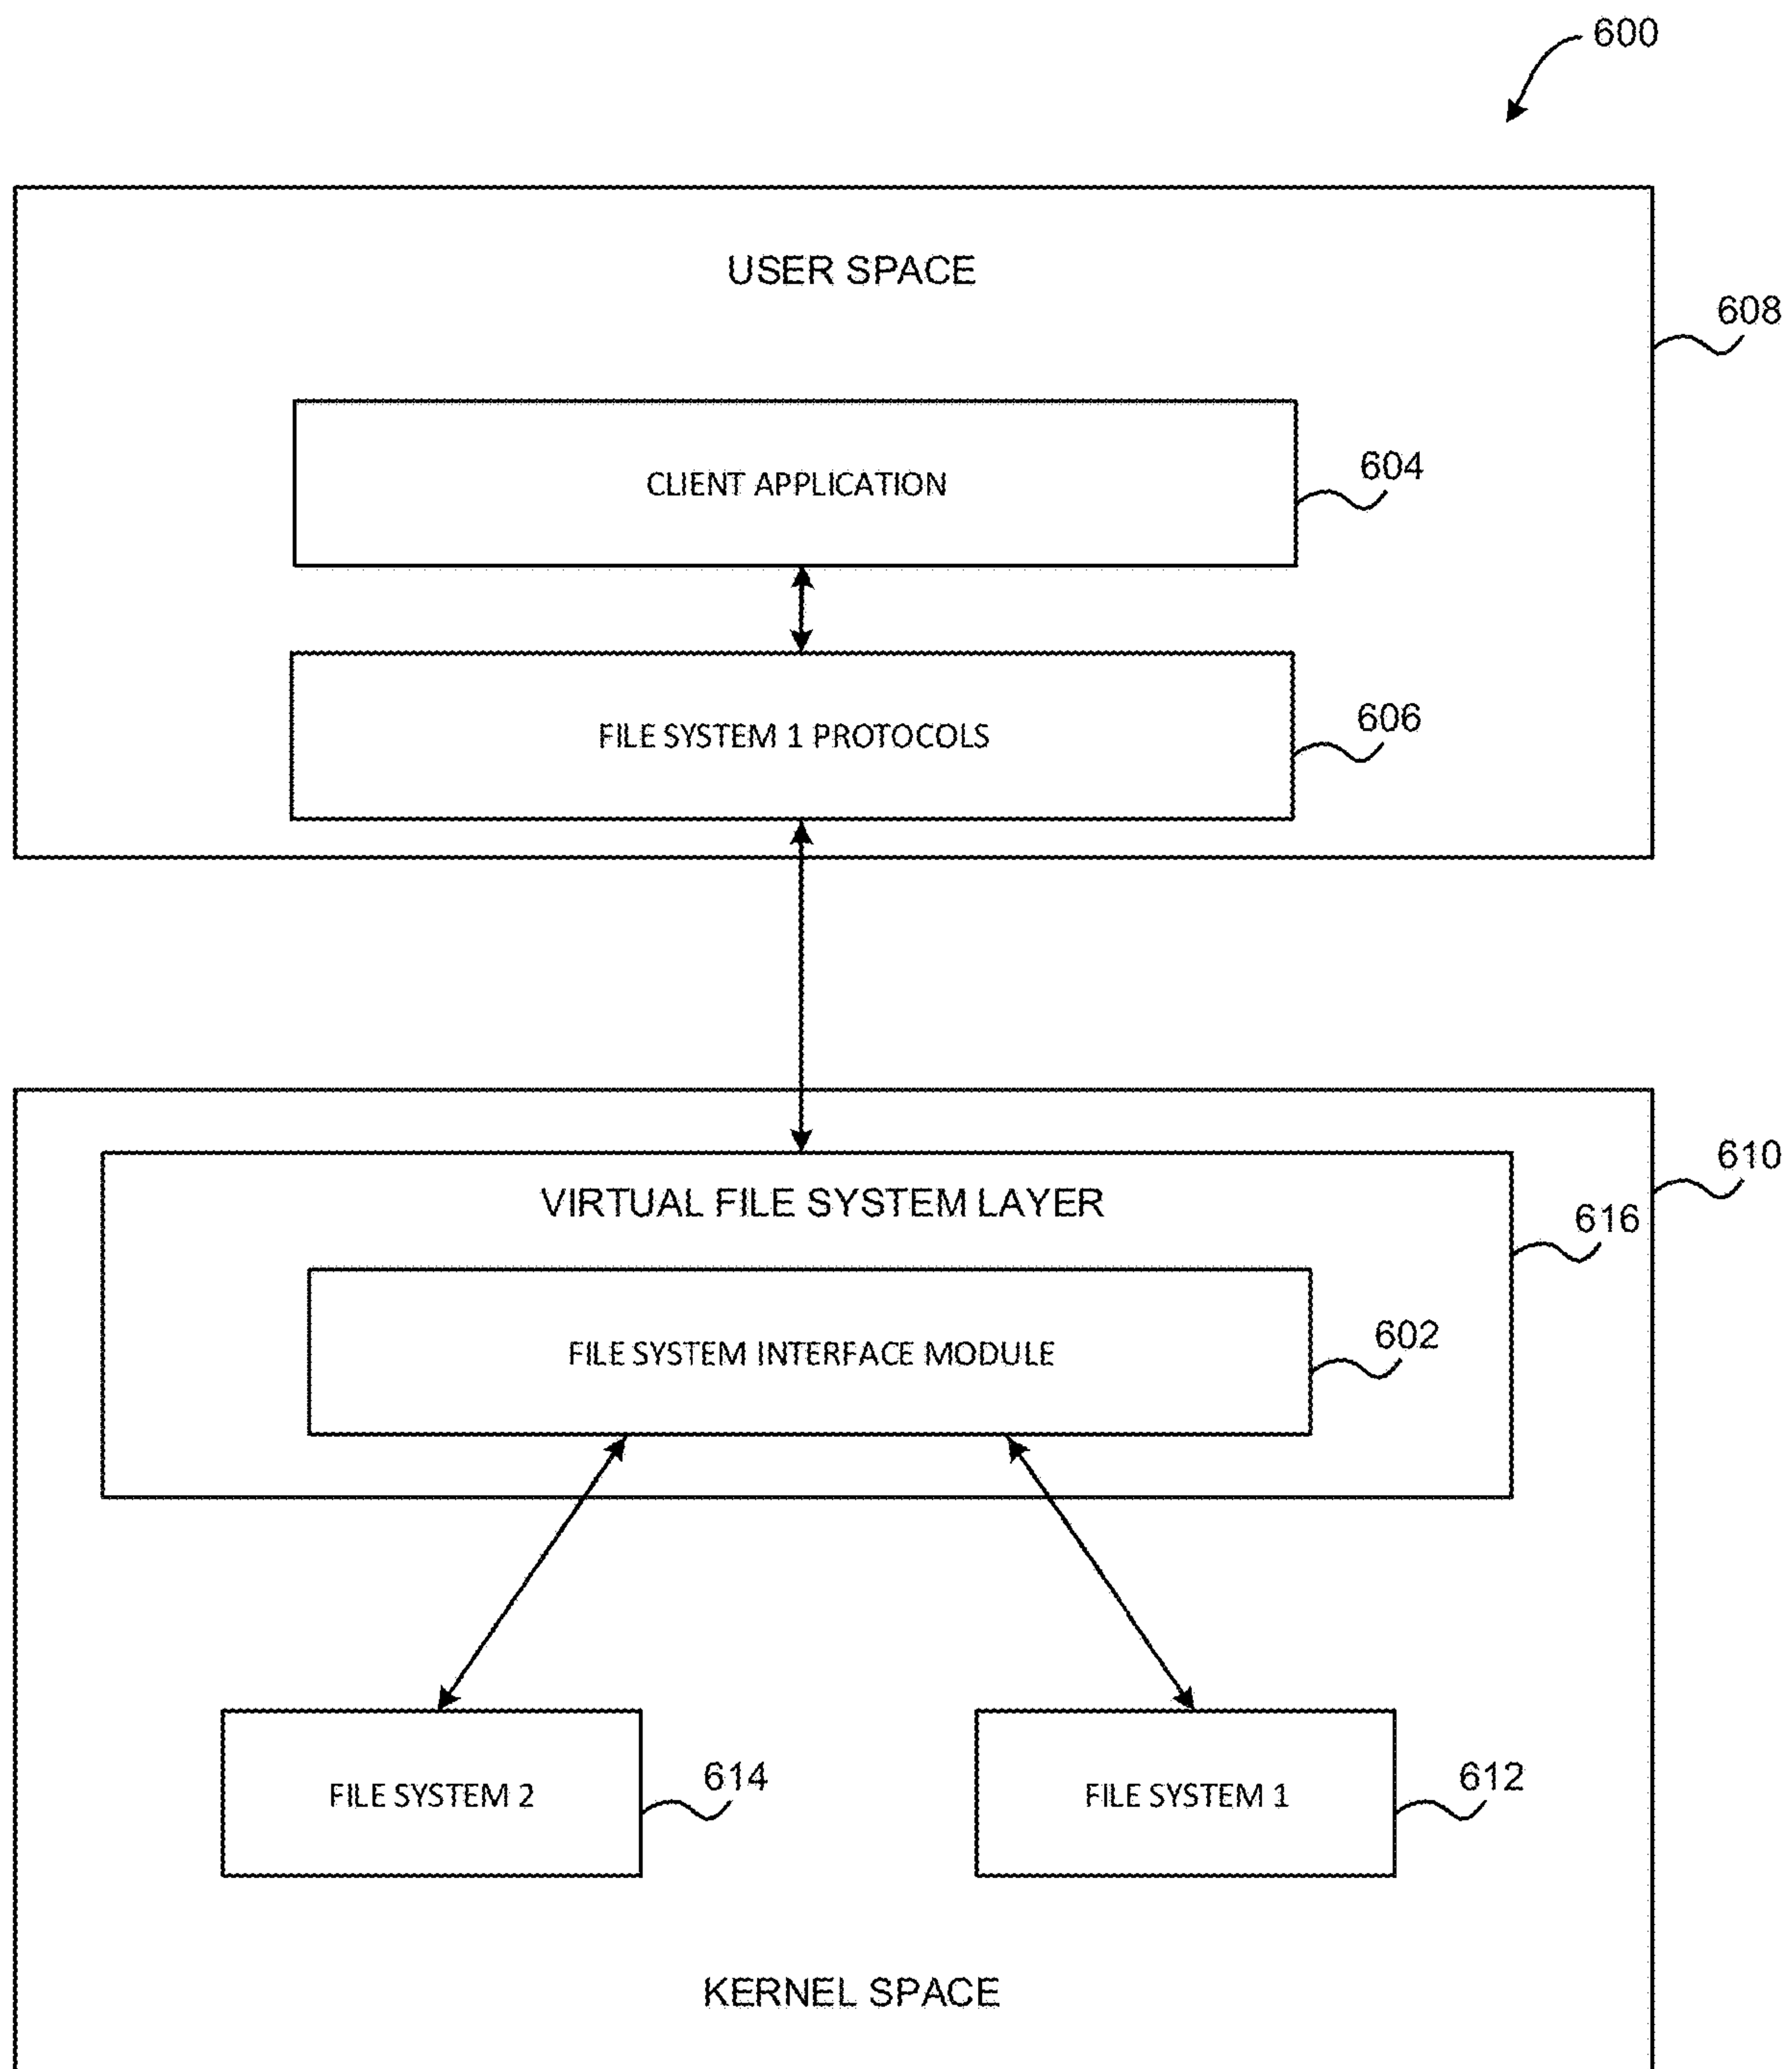 600
USER SPACE
608
CLIENT APPLICATION
604
FILE SYSTEM 1 PROTOCOLS
606
VIRTUAL FILE SYSTEM LAYER
610
616
FILE SYSTEM INTERFACE MODULE
602
FILE SYSTEM 2
614
FILE SYSTEM 1
612
KERNEL SPACE